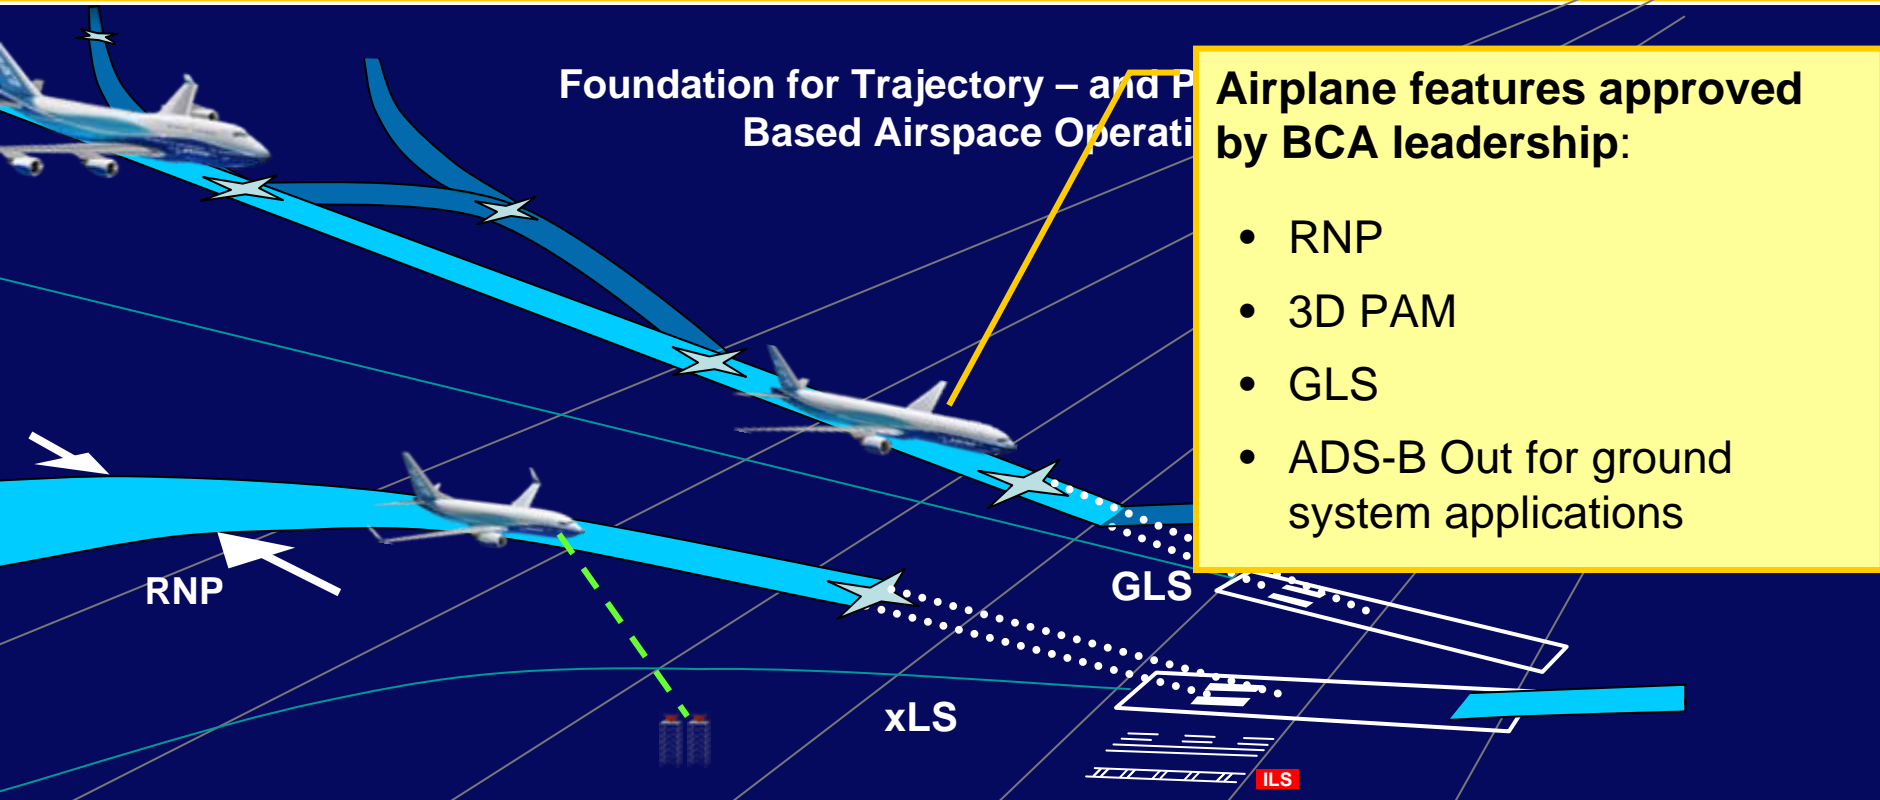 Foundation for Trajectory – and P
Based Airspace Operati
Airplane features approved
by BCA leadership:
• RNP
• 3D PAM
• GLS
• ADS-B Out for ground
system applications
RNP
GLS
xLS
ILS